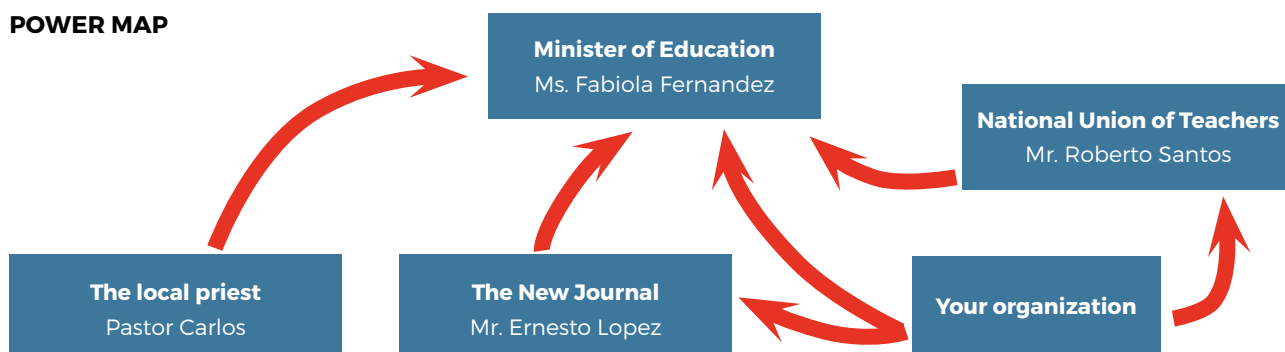 POWER MAP
Minister of Education
Ms. Fabiola Fernandez
National Union of Teachers
Mr. Roberto Santos
The local priest
Pastor Carlos
The New Journal
Mr. Ernesto Lopez
Your organization